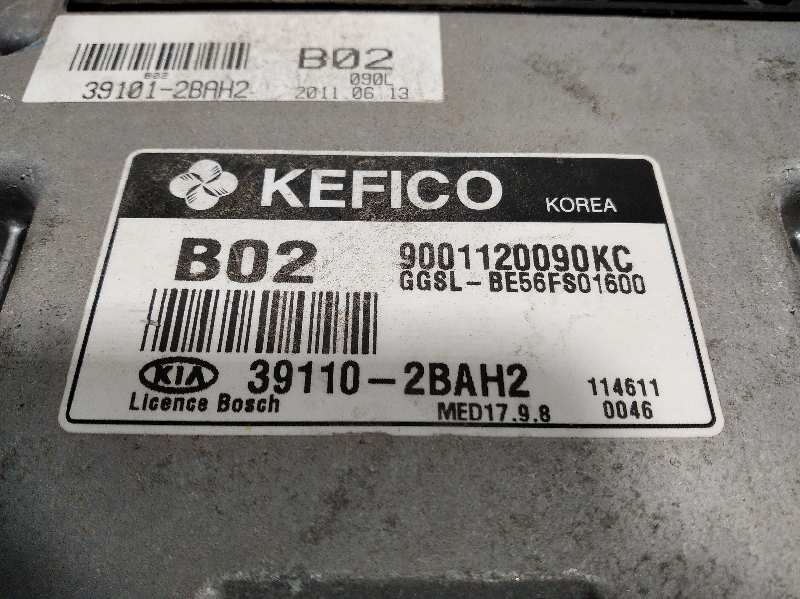 B02
B02
090L
39101-2BAH2
2011.06.13
KEFICO
KOREA
B02
9001120090KC
GGSL-BE56FS01600
KIA
39110-2BAH2
114611
Licence Bosch
MED17.9.8
0046